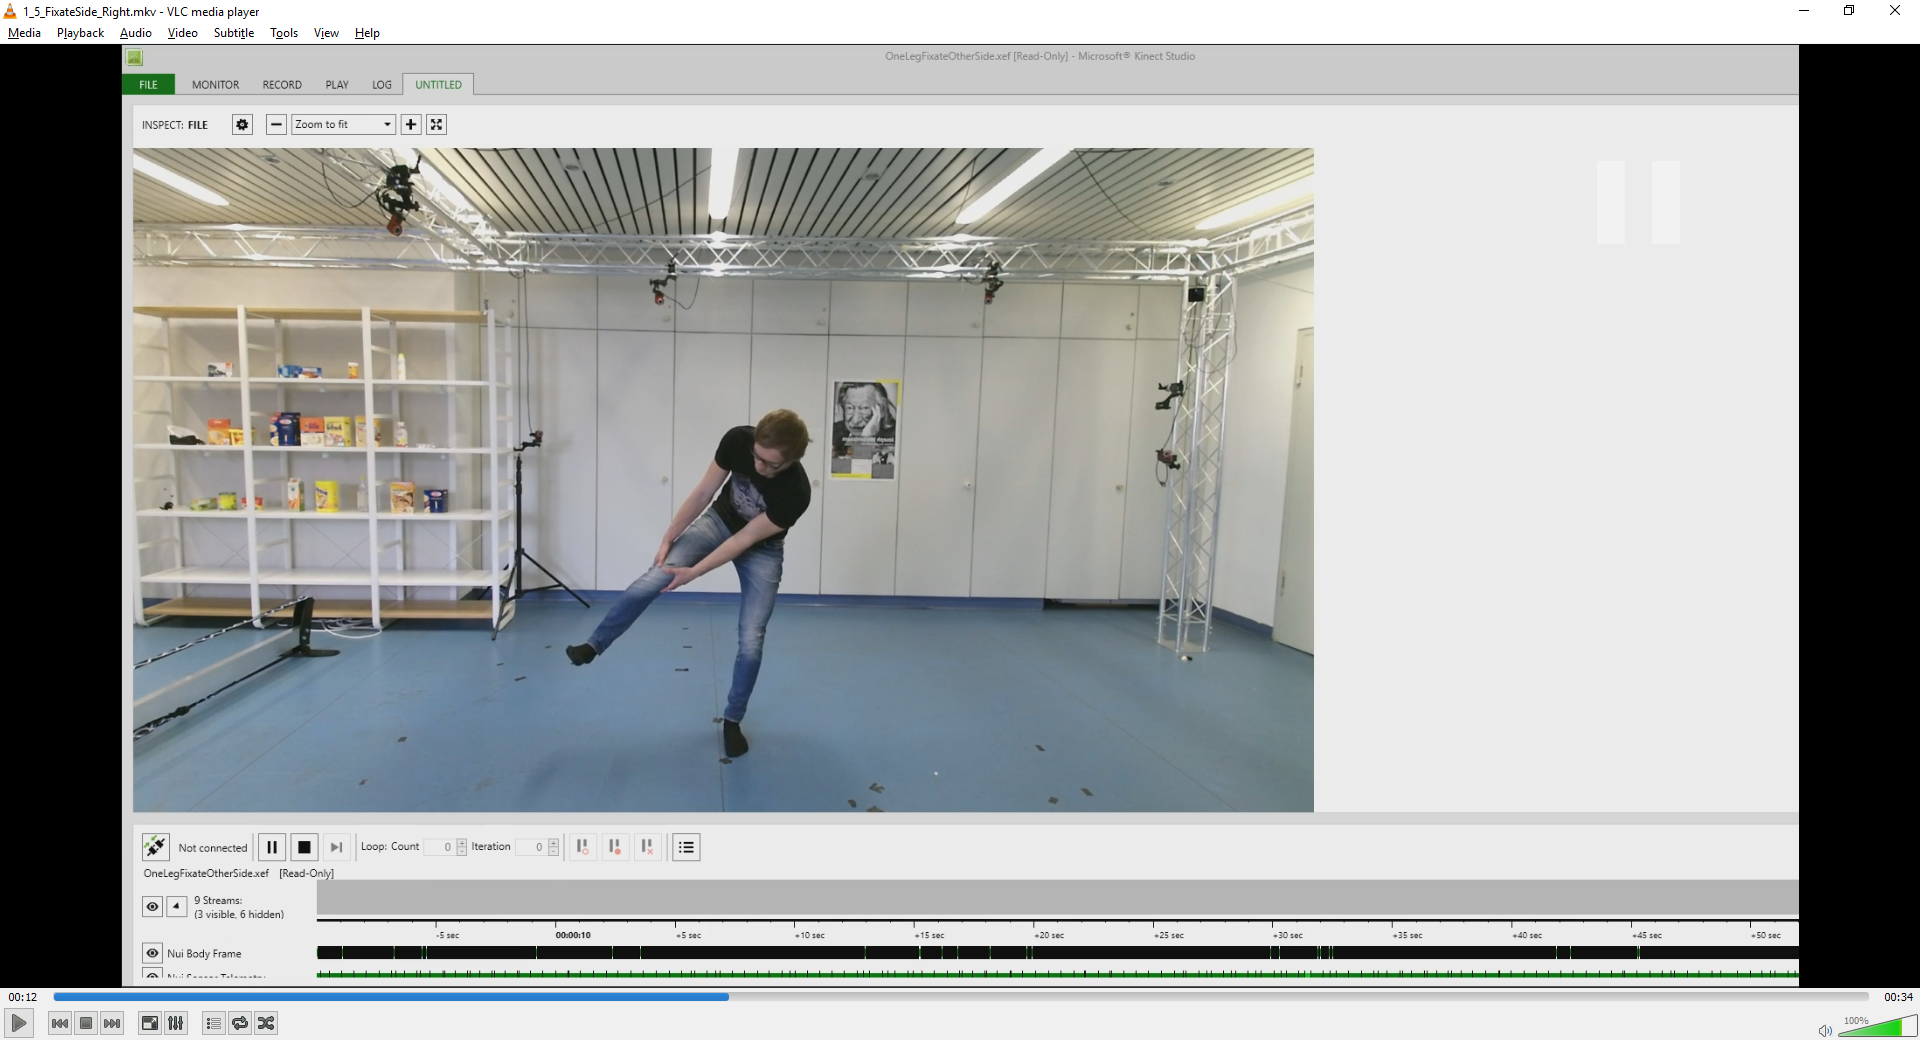 1_5_FixateSide_Right.mkv - VLC media player
Media Playback Audio Video Subtitle Tools View Help
OneLegFixateOtherSide.xef [Read-Only] - Microsoft® Kinect Studio
FILE MONITOR RECORD PLAY LOG UNTITLED
INSPECT: FILE Zoom to fit
Not connected Loop: Count 0 Iteration 0
OneLegFixateOtherSide.xef [Read-Only]
9 Streams:
(3 visible, 6 hidden)
-5 sec 00:00:10 +5 sec +10 sec +15 sec +20 sec +25 sec +30 sec +35 sec +40 sec +45 sec +50 sec
Nui Body Frame
00:12 00:34
100%